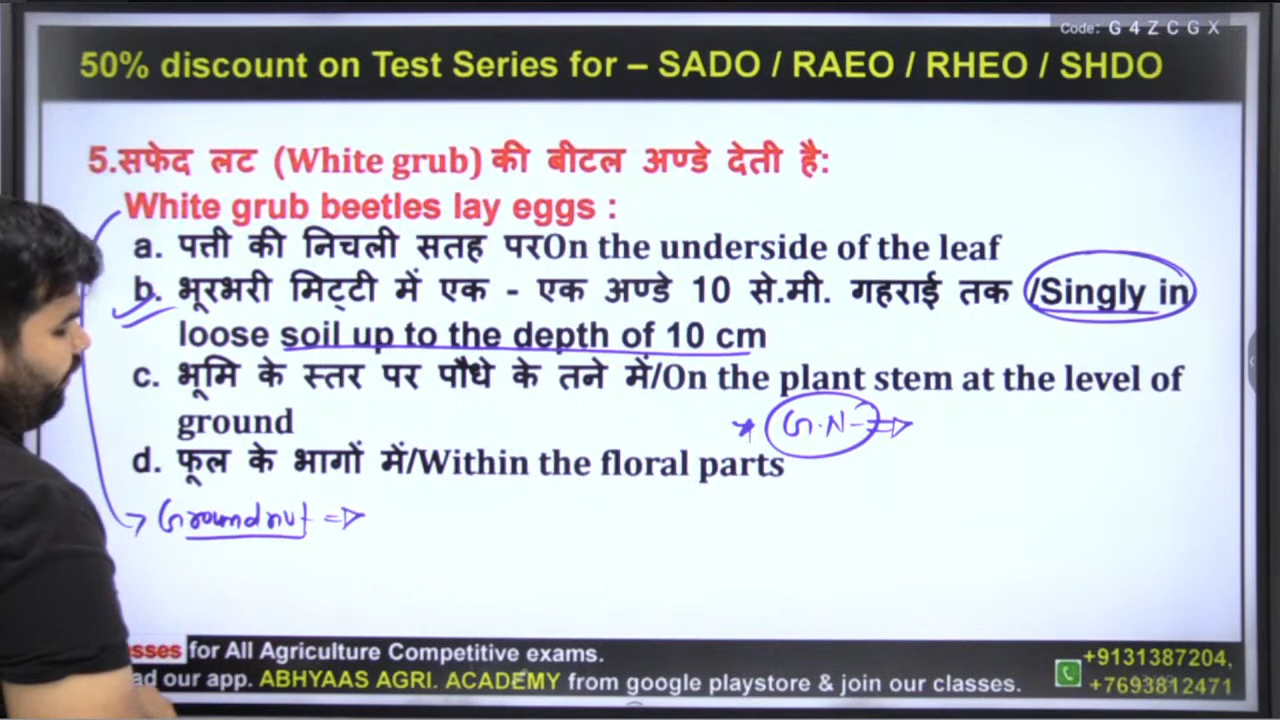 Code: G 4 Z C G X
50% discount on Test Series for – SADO / RAEO / RHEO / SHDO
5.सफेद लट (White grub) की बीटल अण्डे देती है:
White grub beetles lay eggs :
a. पत्ती की निचली सतह परOn the underside of the leaf
b. भूरभरी मिट्टी में एक - एक अण्डे 10 से.मी. गहराई तक /Singly in
loose soil up to the depth of 10 cm
c. भूमि के स्तर पर पौधे के तने में/On the plant stem at the level of
ground
* G.N-
d. फूल के भागों में/Within the floral parts
Groundnut
sses for All Agriculture Competitive exams.
ad our app. ABHYAAS AGRI. ACADEMY from google playstore & join our classes.
+9131387204,
+7693812471